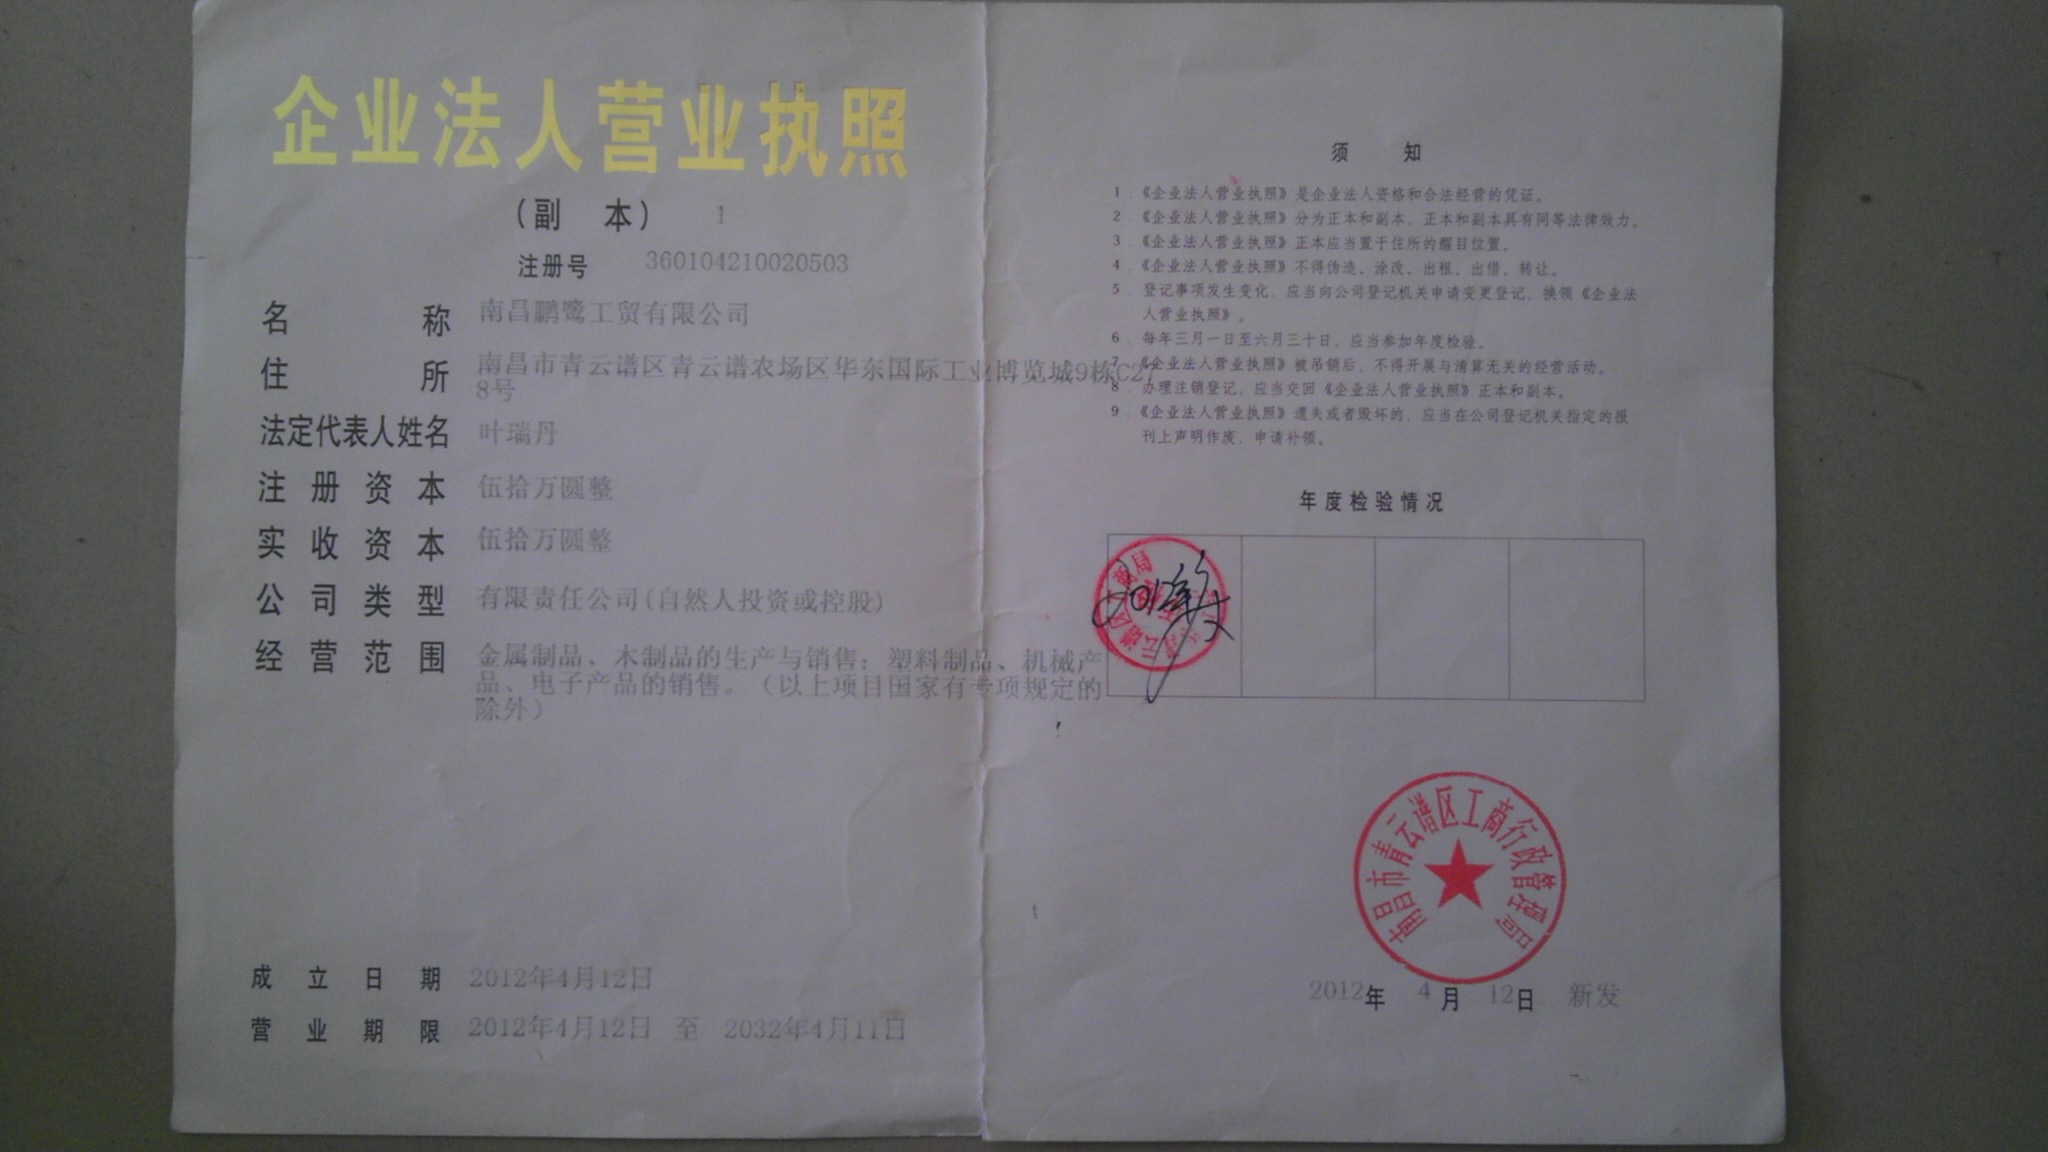 企业法人营业执照
(副 本) 1
注册号 360104210020503
名 称 南昌鹏鹭工贸有限公司
住 所 南昌市青云谱区青云谱农场区华东国际工业博览城9栋C27
8号
法定代表人姓名 叶瑞丹
注 册 资 本 伍拾万圆整
实 收 资 本 伍拾万圆整
公 司 类 型 有限责任公司(自然人投资或控股)
经 营 范 围 金属制品、木制品的生产与销售；塑料制品、机械产
品、电子产品的销售。（以上项目国家有专项规定的
除外）
成 立 日 期 2012年4月12日
营 业 期 限 2012年4月12日 至 2032年4月11日
须 知
1．《企业法人营业执照》是企业法人资格和合法经营的凭证。
2．《企业法人营业执照》分为正本和副本，正本和副本具有同等法律效力。
3．《企业法人营业执照》正本应当置于住所的醒目位置。
4．《企业法人营业执照》不得伪造、涂改、出租、出借、转让。
5．登记事项发生变化，应当向公司登记机关申请变更登记，换领《企业法
人营业执照》。
6．每年三月一日至六月三十日，应当参加年度检验。
7．《企业法人营业执照》被吊销后，不得开展与清算无关的经营活动。
8．办理注销登记，应当交回《企业法人营业执照》正本和副本。
9．《企业法人营业执照》遗失或者毁坏的，应当在公司登记机关指定的报
刊上声明作废，申请补领。
年度检验情况
南昌市青云谱区工商行政管理局
2012年 4月 12日 新发